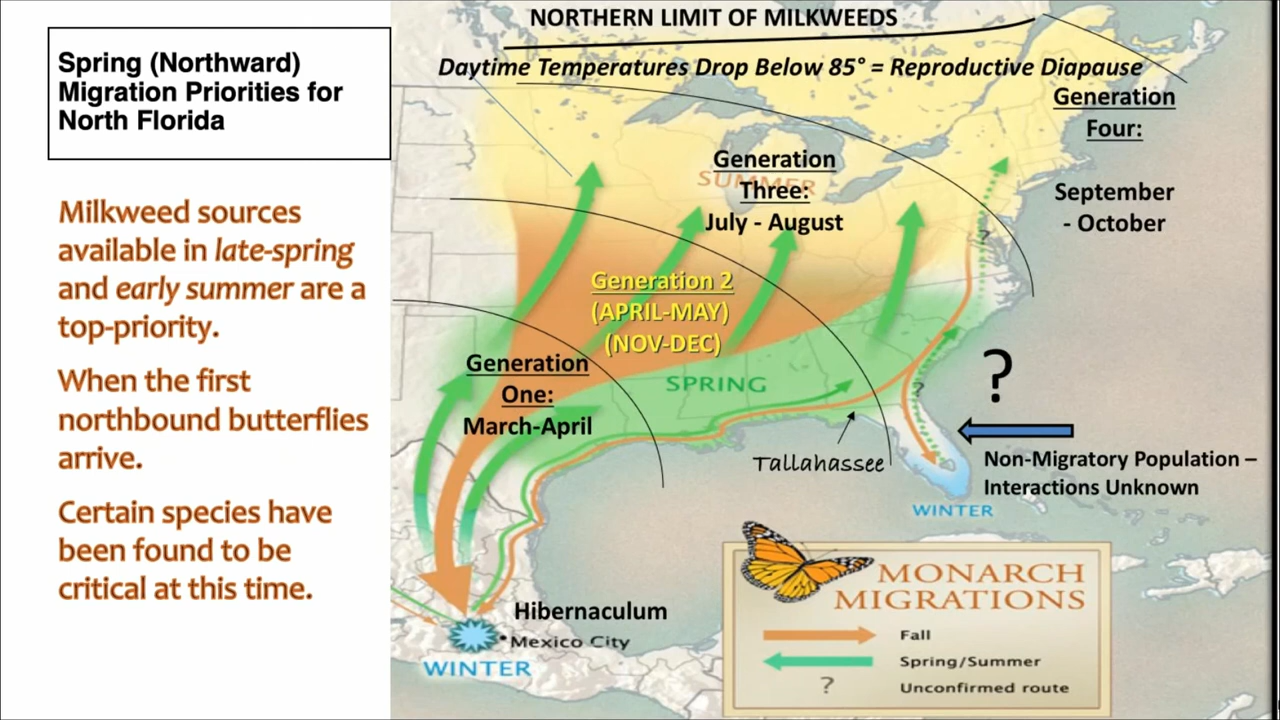 Spring (Northward)
Migration Priorities for
North Florida
Milkweed sources
available in late-spring
and early summer are a
top-priority.
When the first
northbound butterflies
arrive.
Certain species have
been found to be
critical at this time.
NORTHERN LIMIT OF MILKWEEDS
Daytime Temperatures Drop Below 85° = Reproductive Diapause
Generation
Four:
September
- October
SUMMER
Generation
Three:
July - August
Generation 2
(APRIL-MAY)
(NOV-DEC)
Generation
One:
March-April
SPRING
?
?
?
Tallahassee
Non-Migratory Population –
Interactions Unknown
WINTER
Hibernaculum
Mexico City
WINTER
MONARCH
MIGRATIONS
Fall
Spring/Summer
? Unconfirmed route